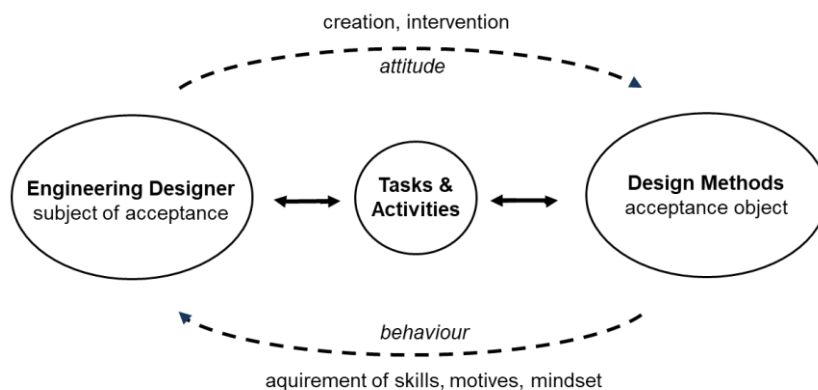 creation, intervention
attitude
Engineering Designer
subject of acceptance
Tasks &
Activities
Design Methods
acceptance object
behaviour
aquirement of skills, motives, mindset